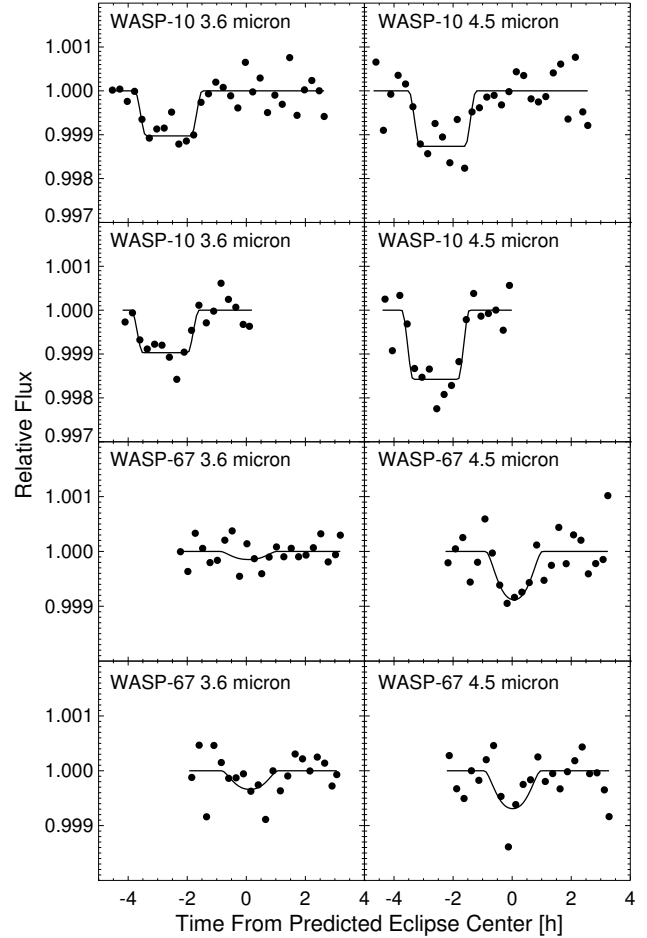 WASP-10 3.6 micron
WASP-10 4.5 micron
1.001
1.000
0.999
0.998
0.997
WASP-10 3.6 micron
WASP-10 4.5 micron
1.001
1.000
0.999
0.998
0.997
WASP-67 3.6 micron
WASP-67 4.5 micron
1.001
1.000
0.999
WASP-67 3.6 micron
WASP-67 4.5 micron
1.001
1.000
0.999
Relative Flux
-4 -2 0 2 -4 -2 0 2 4
Time From Predicted Eclipse Center [h]